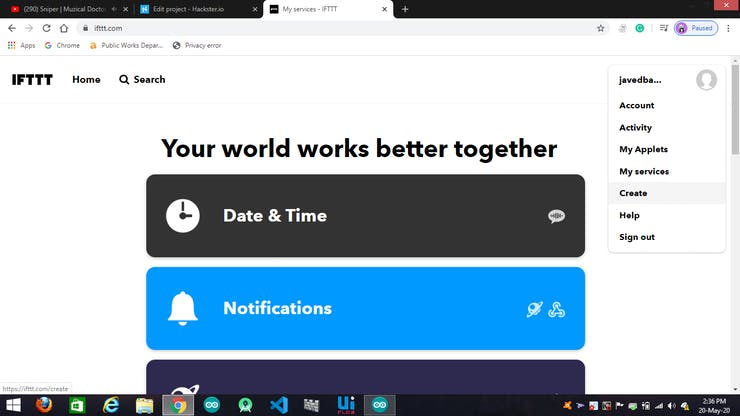 (290) Sniper | Muzical Docto
Edit project - Hackster.io
My services - IFTTT
ifttt.com
Paused
Apps
Chrome
Public Works Depar...
Privacy error
IFTTT
Home
Search
javedba...
Account
Activity
My Applets
My services
Create
Help
Sign out
Your world works better together
Date & Time
Notifications
https://ifttt.com/create
Ui
2:36 PM
20-May-20